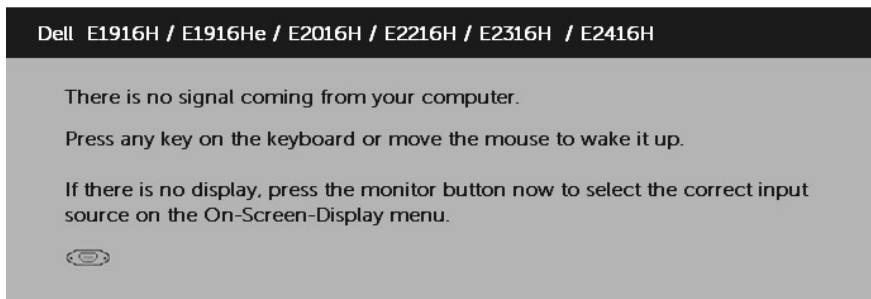 Dell E1916H / E1916He / E2016H / E2216H / E2316H / E2416H
There is no signal coming from your computer.
Press any key on the keyboard or move the mouse to wake it up.
If there is no display, press the monitor button now to select the correct input
source on the On-Screen-Display menu.